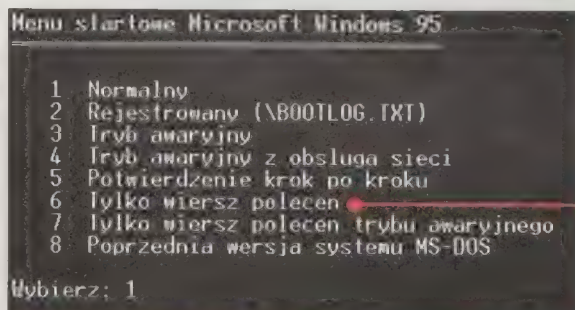 Menu startowe Microsoft Windows 95
1 Normalny
2 Rejestrowany (\BOOTLOG.TXT)
3 Tryb awaryjny
4 Tryb awaryjny z obsluga sieci
5 Potwierdzenie krok po kroku
6 Tylko wiersz polecen
7 Tylko wiersz polecen trybu awaryjnego
8 Poprzednia wersja systemu MS-DOS
Wybierz: 1